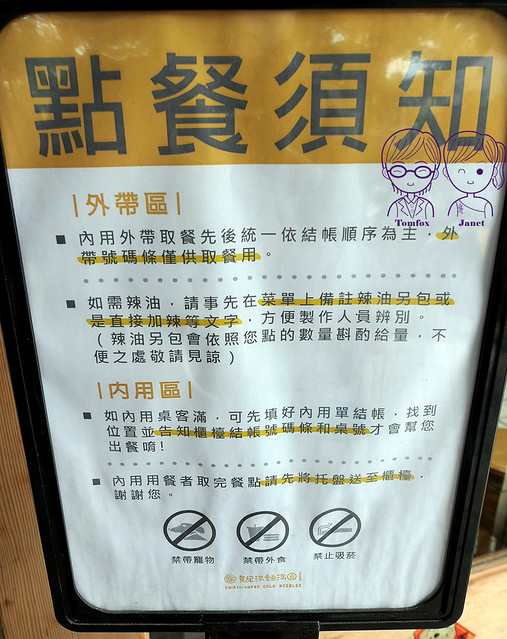 點餐須知
Tomfox
Janet
|外帶區|
■ 內用外帶取餐先後統一依結帳順序為主，外
帶號碼條僅供取餐用。
■ 如需辣油，請事先在菜單上備註辣油另包或
是直接加辣等文字，方便製作人員辨別。
（辣油另包會依照您點的數量斟酌給量，不
便之處敬請見諒）
|內用區|
■ 如內用桌客滿，可先填好內用單結帳，找到
位置並告知櫃檯結帳號碼條和桌號才會幫您
出餐唷!
■ 內用用餐者取完餐點請先將托盤送至櫃檯，
謝謝您。
禁帶寵物
禁帶外食
禁止吸菸